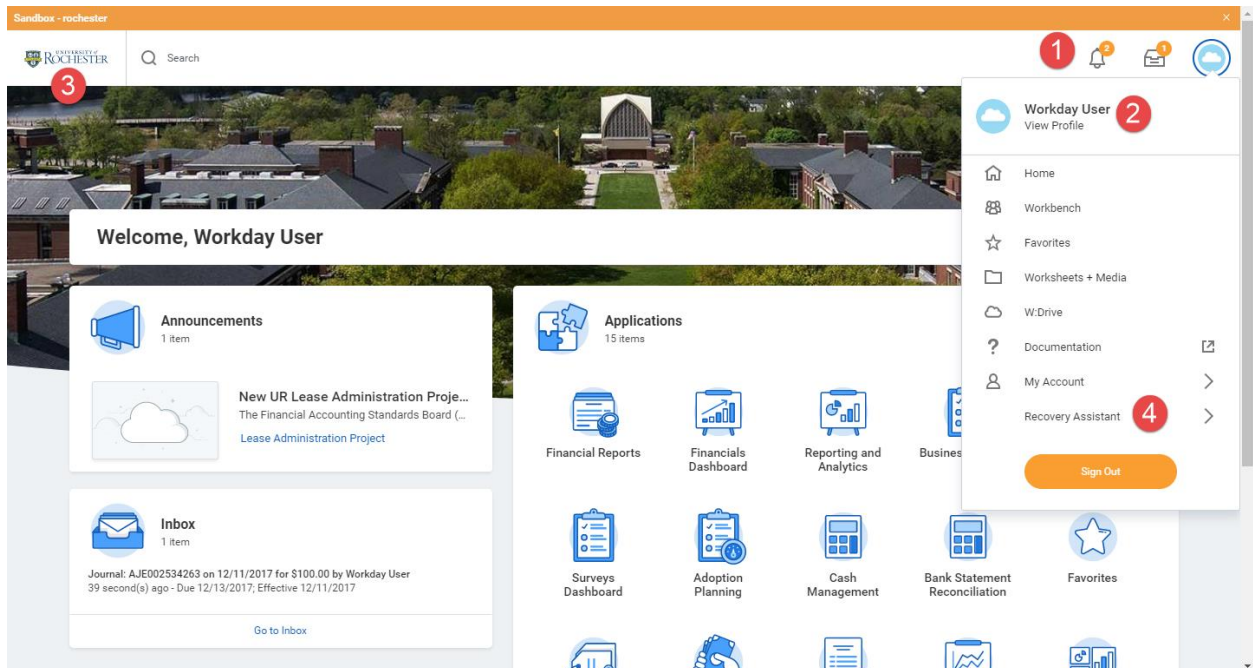 Sandbox - rochester
×
UNIVERSITY of
ROCHESTER
Search
1
2
1
3
Workday User
View Profile
2
Home
Workbench
Favorites
Worksheets + Media
W:Drive
? Documentation
My Account
Recovery Assistant
4
Sign Out
Welcome, Workday User
Announcements
1 item
New UR Lease Administration Proje...
The Financial Accounting Standards Board (...
Lease Administration Project
Inbox
1 item
Journal: AJE002534263 on 12/11/2017 for $100.00 by Workday User
39 second(s) ago - Due 12/13/2017; Effective 12/11/2017
Go to Inbox
Applications
15 items
Financial Reports
Financials
Dashboard
Reporting and
Analytics
Busines
Surveys
Dashboard
Adoption
Planning
Cash
Management
Bank Statement
Reconciliation
Favorites